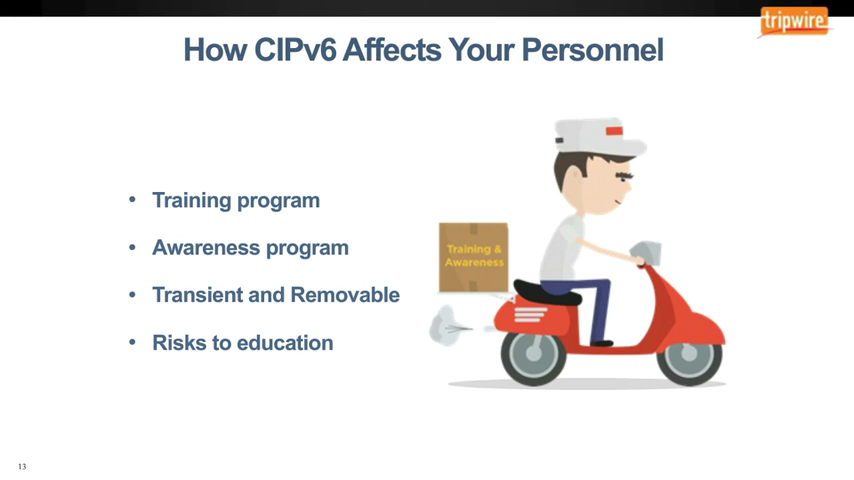 tripwire
How CIPv6 Affects Your Personnel
• Training program
• Awareness program
• Transient and Removable
• Risks to education
Training &
Awareness
13